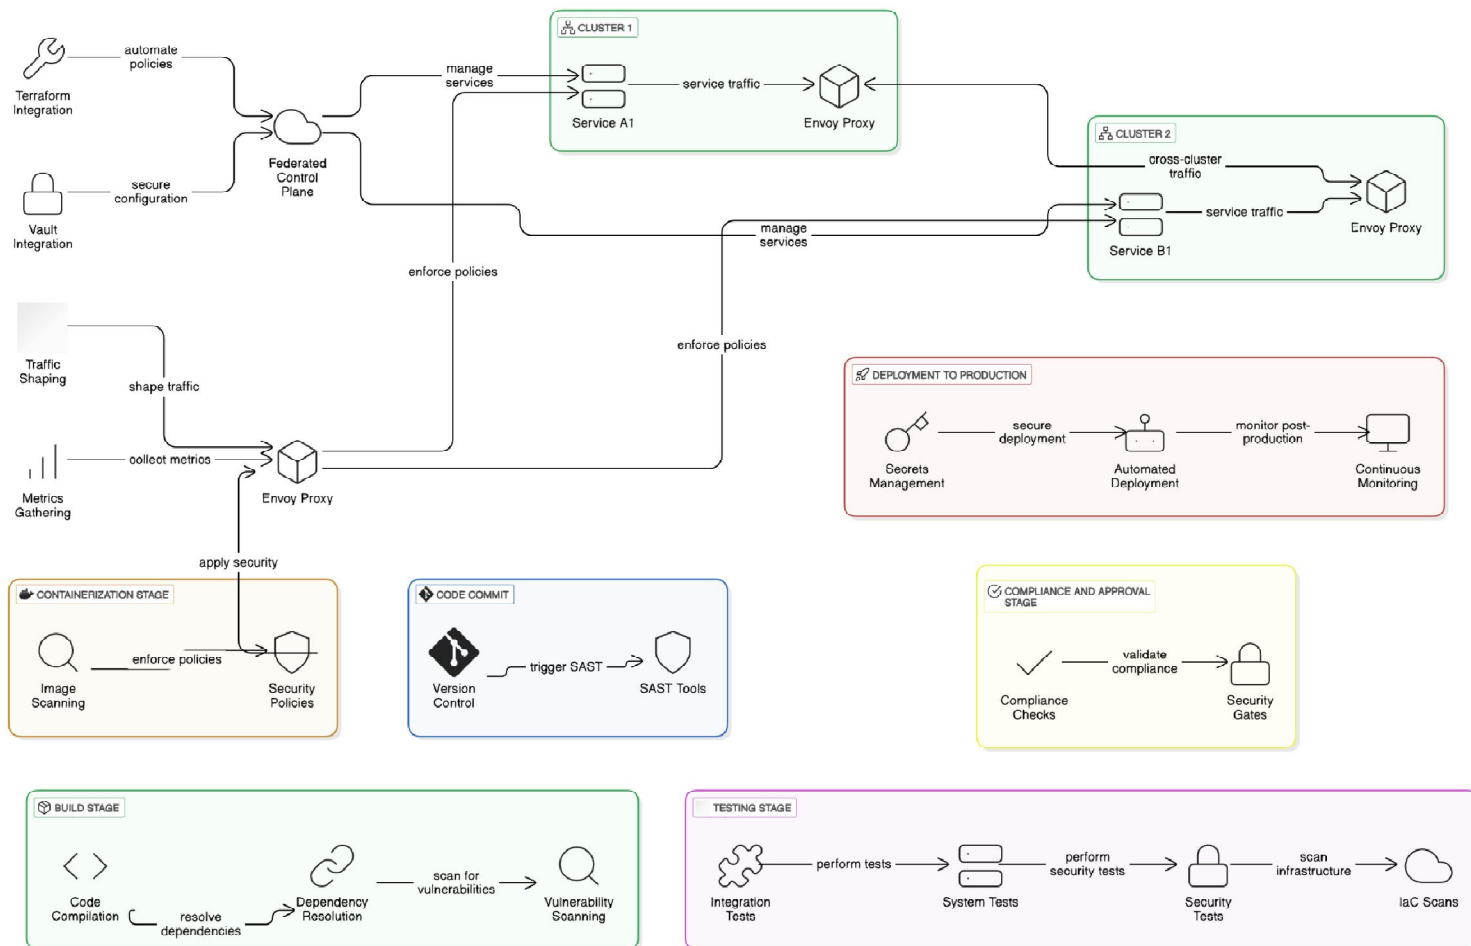 CLUSTER 1
automate
policies
manage
services
service traffic
Terraform
Integration
Service A1
Envoy Proxy
CLUSTER 2
Federated
Control
Plane
cross-cluster
traffic
secure
configuration
service traffic
Vault
Integration
manage
services
Service B1
Envoy Proxy
enforce policies
enforce policies
Traffic
Shaping
shape traffic
DEPLOYMENT TO PRODUCTION
secure
deployment
monitor post-
production
collect metrics
Secrets
Management
Automated
Deployment
Continuous
Monitoring
Metrics
Gathering
Envoy Proxy
apply security
CONTAINERIZATION STAGE
enforce policies
Image
Scanning
Security
Policies
CODE COMMIT
trigger SAST
Version
Control
SAST Tools
COMPLIANCE AND APPROVAL
STAGE
validate
compliance
Compliance
Checks
Security
Gates
BUILD STAGE
scan for
vulnerabilities
Code
Compilation
resolve
dependencies
Dependency
Resolution
Vulnerability
Scanning
TESTING STAGE
perform tests
perform
security tests
scan
infrastructure
Integration
Tests
System Tests
Security
Tests
IaC Scans